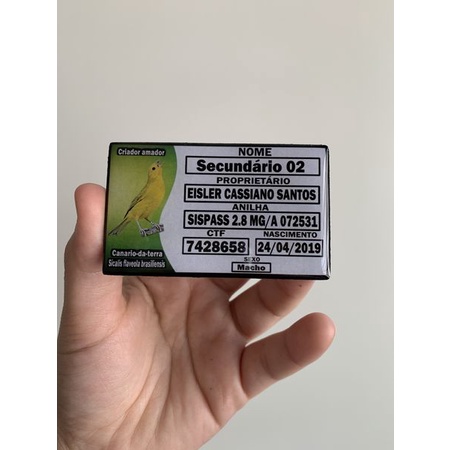 Criador amador
NOME
Secundário 02
PROPRIETÁRIO
EISLER CASSIANO SANTOS
ANILHA
SISPASS 2.8 MG/A 072531
CTF NASCIMENTO
7428658 24/04/2019
SEXO
Macho
Canario-da-terra
Sicalis flaveola brasiliensis